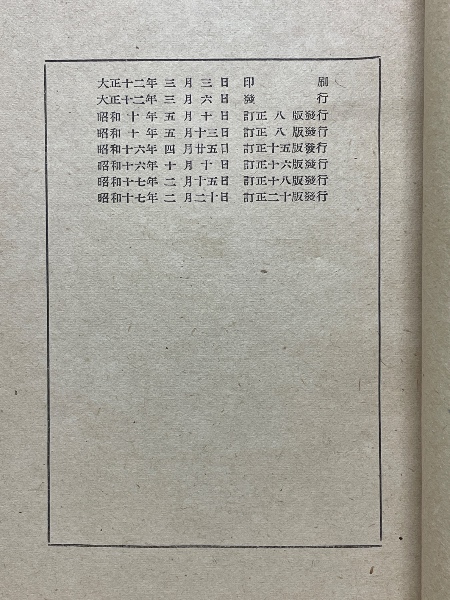 大正十二年三月三日 印刷
大正十二年三月六日 發行
昭和十年五月十日 訂正八版發行
昭和十年五月十三日 訂正八版發行
昭和十六年四月廿五日 訂正十五版發行
昭和十六年十月十日 訂正十六版發行
昭和十七年二月十五日 訂正十八版發行
昭和十七年二月二十日 訂正二十版發行